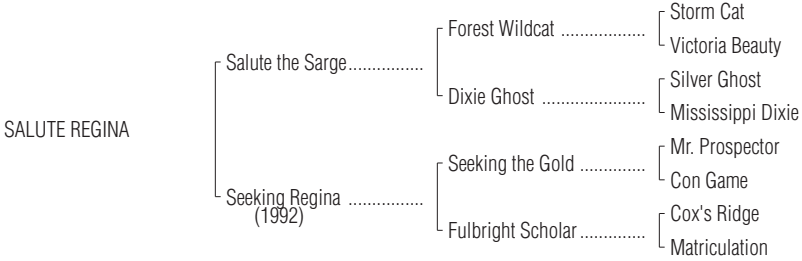 Storm Cat
Forest Wildcat ..................
Victoria Beauty
Salute the Sarge................
Silver Ghost
Dixie Ghost ......................
Mississippi Dixie
SALUTE REGINA
Mr. Prospector
Seeking the Gold ..............
Con Game
Seeking Regina ................
(1992)
Cox's Ridge
Fulbright Scholar ..............
Matriculation